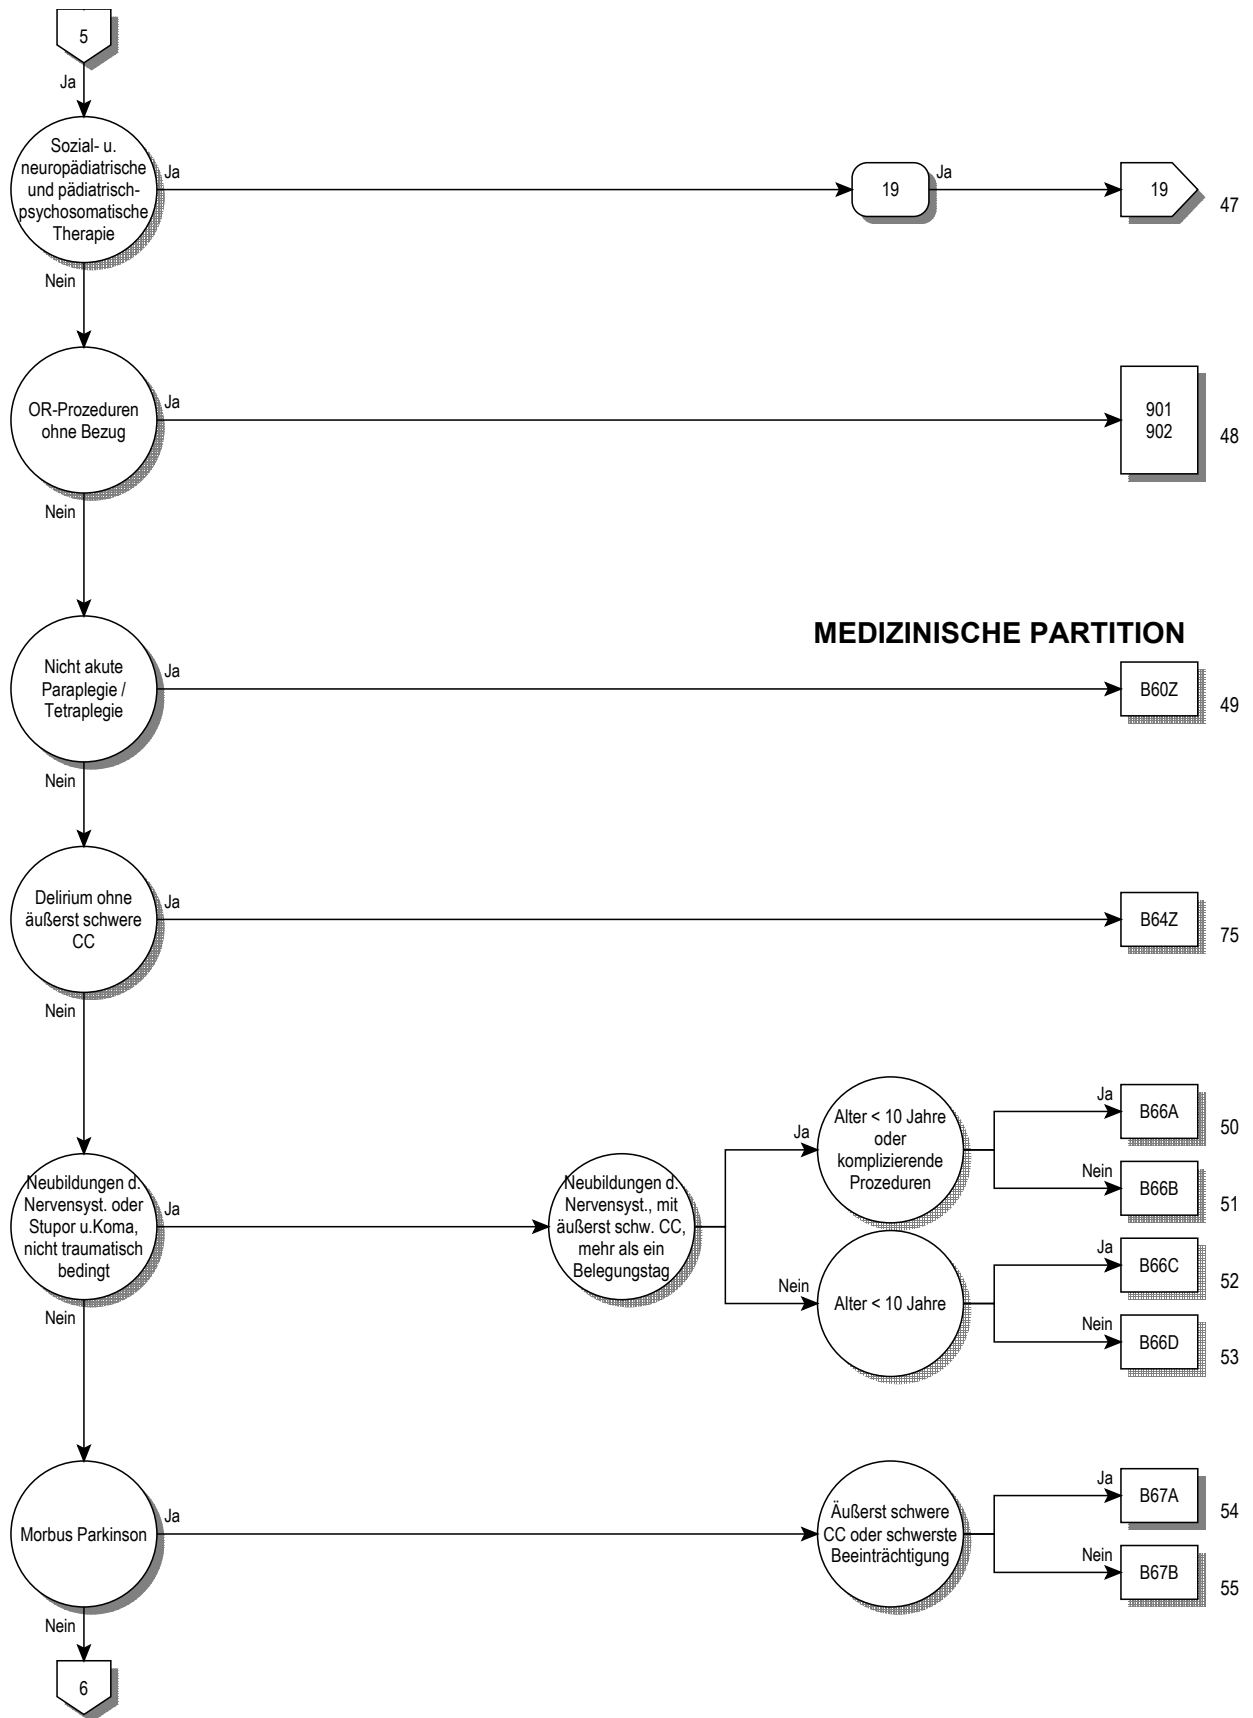 5
Ja
Sozial- u.
neuropädiatrische
und pädiatrisch-
psychosomatische
Therapie
Ja
19
Ja
19
47
Nein
OR-Prozeduren
ohne Bezug
Ja
901
902
48
Nein
MEDIZINISCHE PARTITION
Nicht akute
Paraplegie /
Tetraplegie
Ja
B60Z
49
Nein
Delirium ohne
äußerst schwere
CC
Ja
B64Z
75
Nein
Neubildungen d.
Nervensyst. oder
Stupor u.Koma,
nicht traumatisch
bedingt
Ja
Neubildungen d.
Nervensyst., mit
äußerst schw. CC,
mehr als ein
Belegungstag
Ja
Alter < 10 Jahre
oder
komplizierende
Prozeduren
Ja
B66A
50
Nein
B66B
51
Nein
Alter < 10 Jahre
Ja
B66C
52
Nein
B66D
53
Nein
Morbus Parkinson
Ja
Äußerst schwere
CC oder schwerste
Beeinträchtigung
Ja
B67A
54
Nein
B67B
55
Nein
6